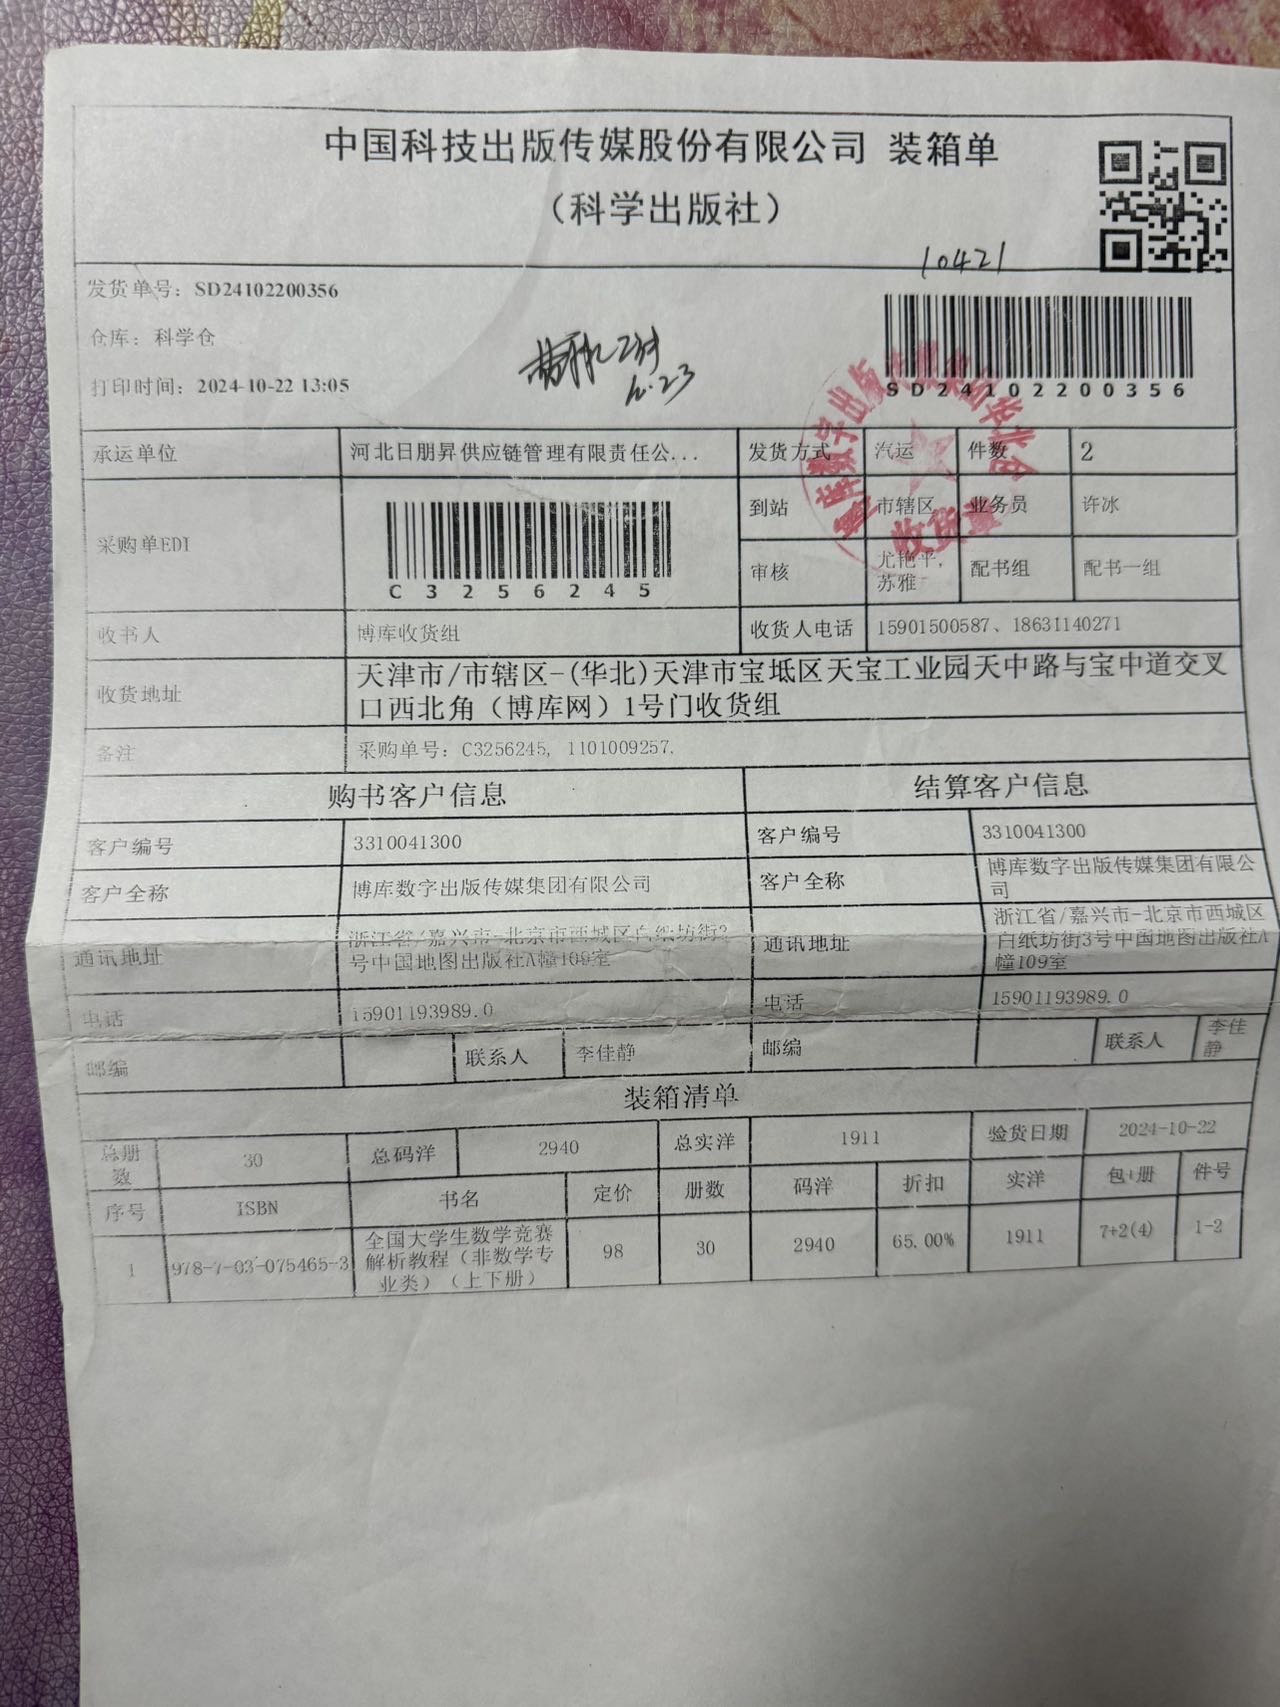 中国科技出版传媒股份有限公司 装箱单
（科学出版社）
10421
发货单号：SD24102200356
仓库：科学仓
打印时间：2024-10-22 13:05
SD24102200356
承运单位 河北日朋昇供应链管理有限责任公... 发货方式 汽运 件数 2
采购单EDI C3256245 到站 市辖区 业务员 许冰
审核 尤艳平, 配书组 配书一组
苏雅
收书人 博库收货组 收货人电话 15901500587、18631140271
收货地址 天津市/市辖区-(华北)天津市宝坻区天宝工业园天中路与宝中道交叉
口西北角（博库网）1号门收货组
备注 采购单号：C3256245, 1101009257,
购书客户信息 结算客户信息
客户编号 3310041300 客户编号 3310041300
客户全称 博库数字出版传媒集团有限公司 客户全称 博库数字出版传媒集团有限公
司
通讯地址 浙江省/嘉兴市-北京市西城区白纸坊街3
号中国地图出版社A幢109室
通讯地址 浙江省/嘉兴市-北京市西城区
白纸坊街3号中国地图出版社A
幢109室
电话 15901193989.0 电话 15901193989.0
邮编 联系人 李佳静 邮编 联系人 李佳
静
装箱清单
总册
数 30 总码洋 2940 总实洋 1911 验货日期 2024-10-22
序号 ISBN 书名 定价 册数 码洋 折扣 实洋 包+册 件号
1 978-7-03-075465-3 全国大学生数学竞赛
解析教程（非数学专
业类）（上下册） 98 30 2940 65.00% 1911 7+2(4) 1-2
收货章